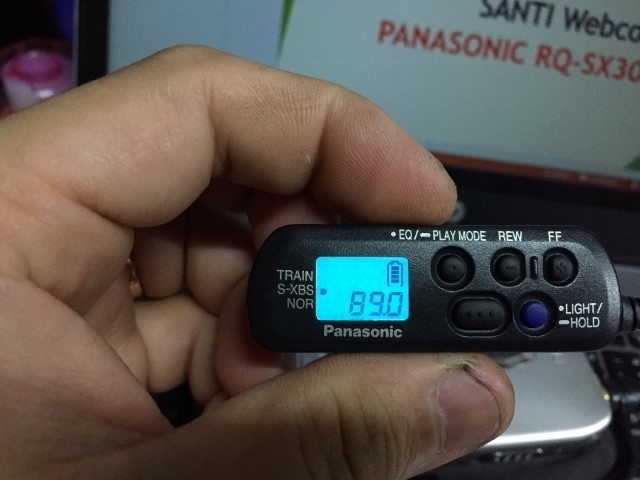 SANTI Webco
PANASONIC RQ-SX30
• EQ/▬ PLAY MODE REW FF
TRAIN
S-XBS
NOR
89.0
Panasonic
• LIGHT/
▬ HOLD